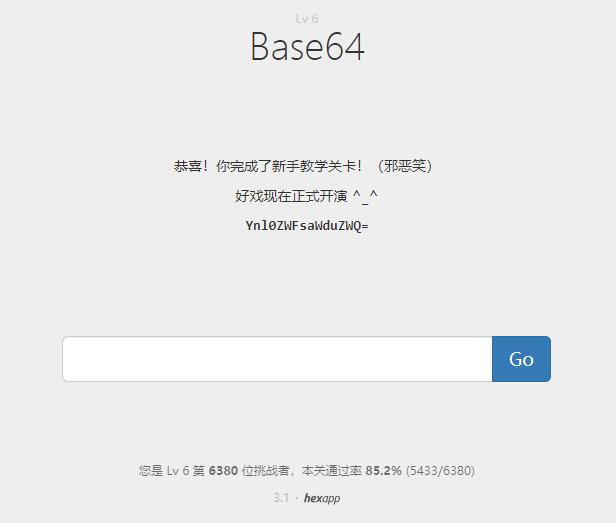 Lv 6
Base64
恭喜！你完成了新手教学关卡！（邪恶笑）
好戏现在正式开演 ^_^
Ynl0ZWFsaWduZWQ=
Go
您是 Lv 6 第 6380 位挑战者，本关通过率 85.2% (5433/6380)
3.1 · hexapp